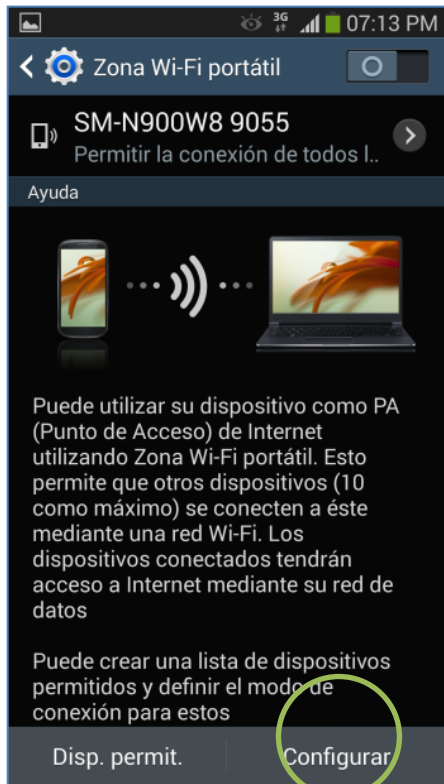 3G 07:13 PM
Zona Wi-Fi portátil
SM-N900W8 9055
Permitir la conexión de todos l..
Ayuda
Puede utilizar su dispositivo como PA
(Punto de Acceso) de Internet
utilizando Zona Wi-Fi portátil. Esto
permite que otros dispositivos (10
como máximo) se conecten a éste
mediante una red Wi-Fi. Los
dispositivos conectados tendrán
acceso a Internet mediante su red de
datos
Puede crear una lista de dispositivos
permitidos y definir el modo de
conexión para estos
Disp. permit. Configurar